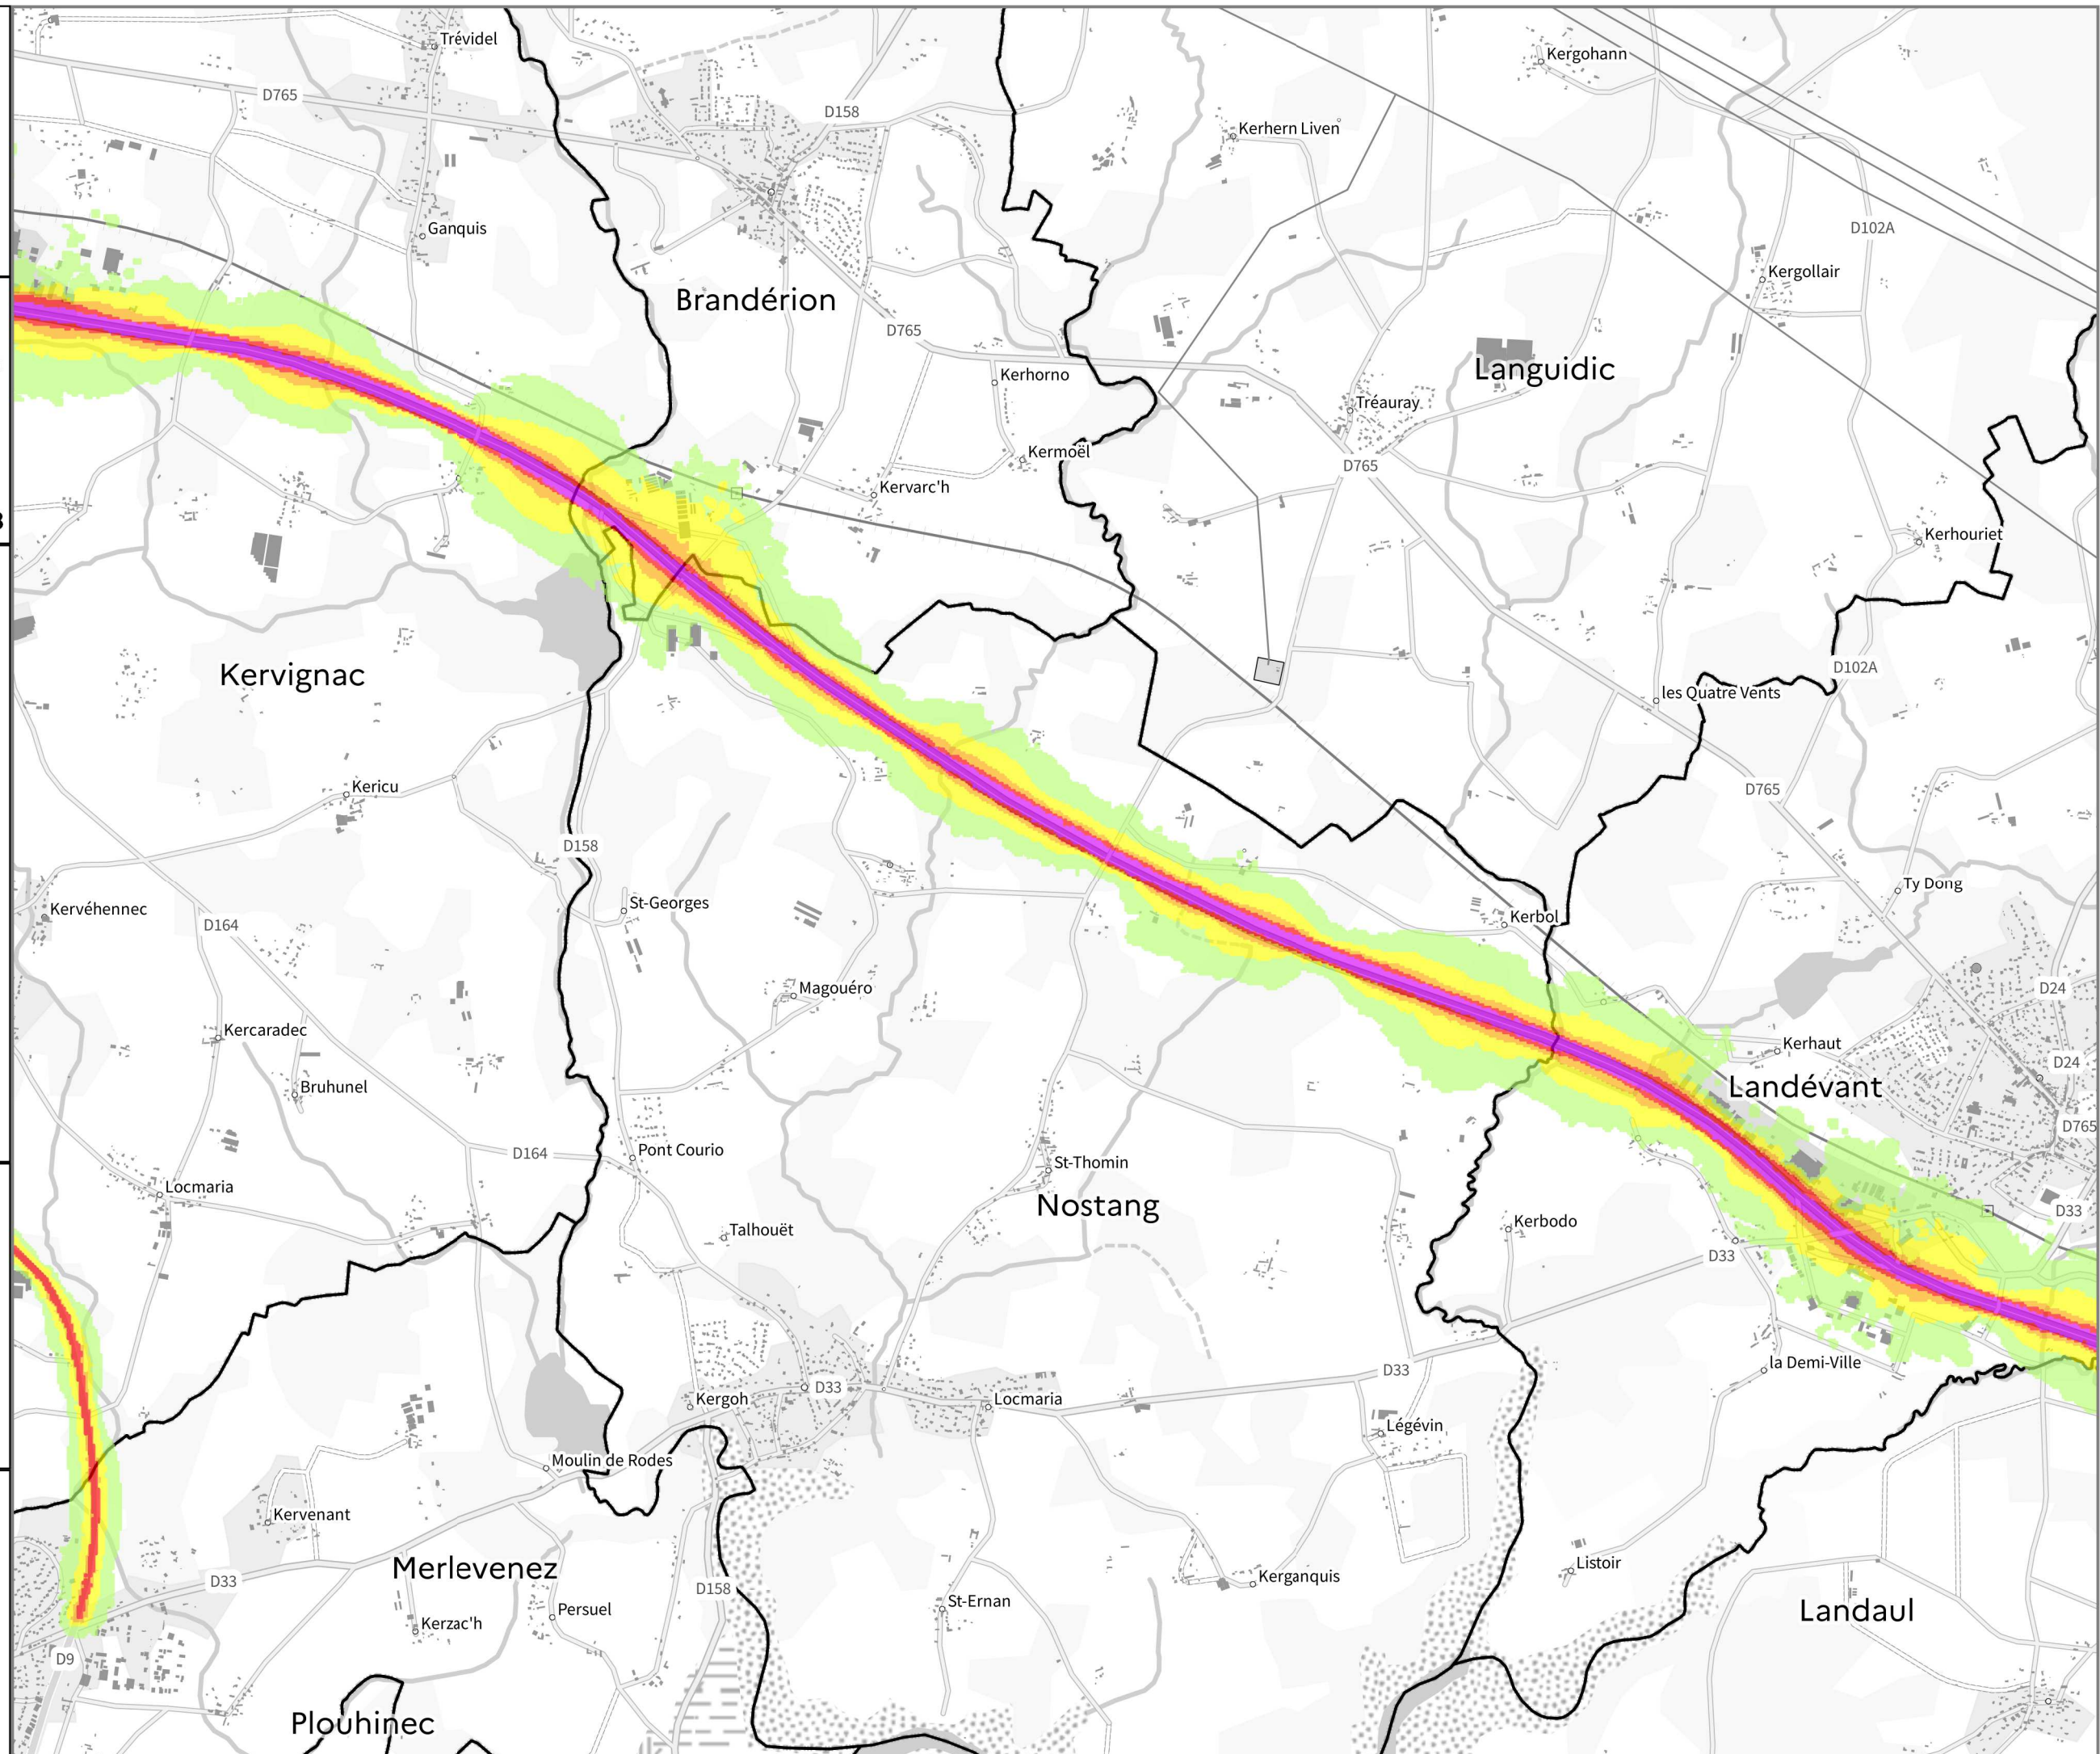 Trévidel
Kergohann
D765
D158
Kerhern Liven
Ganquis
D102A
Kergollair
Brandérion
D765
Languidic
Kerhorno
Tréauray
Kermoël
D765
Kervarc'h
Kerhouriet
Kervignac
D102A
les Quatre Vents
Kericu
D765
D158
Ty Dong
St-Georges
Kervéhennec
Kerbol
D164
Magouéro
D24
Kercaradec
Kerhaut
D24
Bruhunel
Landévant
D765
Pont Courio
D164
St-Thomin
Locmaria
Nostang
D33
Kerbodo
Talhouët
D33
la Demi-Ville
D33
D33
Kergoh
Locmaria
Légévin
Moulin de Rodes
Kervenant
Listoir
Merlevenez
Kerganquis
D33
D158
St-Ernan
Persuel
Landaul
Kerzac'h
D9
Plouhinec